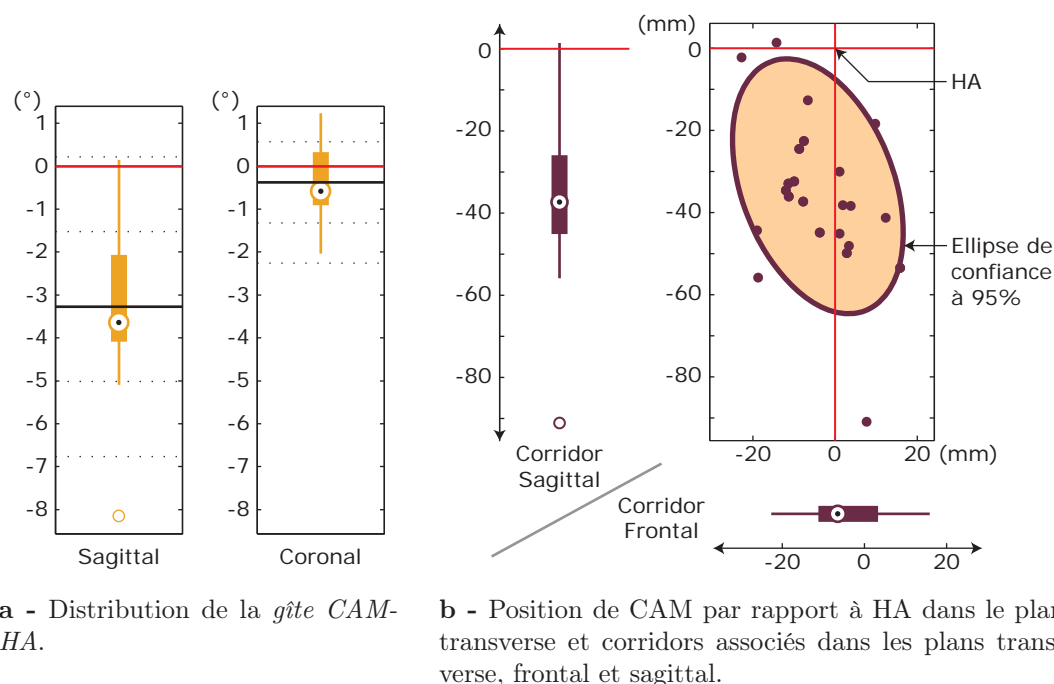 (°)
1
0
-1
-2
-3
-4
-5
-6
-7
-8
Sagittal
(°)
1
0
-1
-2
-3
-4
-5
-6
-7
-8
Coronal
0
-20
-40
-60
-80
Corridor
Sagittal
(mm)
0
-20
-40
-60
-80
-20 0 20 (mm)
HA
Ellipse de
confiance
à 95%
Corridor
Frontal
-20 0 20
a - Distribution de la gîte CAM-
HA.
b - Position de CAM par rapport à HA dans le plan
transverse et corridors associés dans les plans trans-
verse, frontal et sagittal.